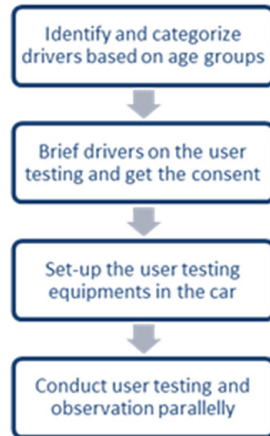 Identify and categorize
drivers based on age groups
Brief drivers on the user
testing and get the consent
Set-up the user testing
equipments in the car
Conduct user testing and
observation parallelly